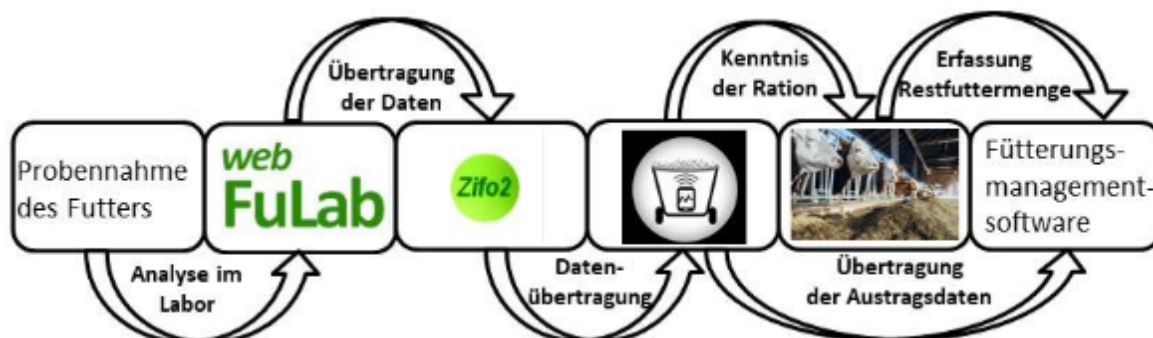 Übertragung
der Daten
Kenntnis
der Ration
Erfassung
Restfuttermenge
Probennahme
des Futters
web
FuLab
Zifo2
Fütterungs-
management-
software
Analyse im
Labor
Daten-
übertragung
Übertragung
der Austragsdaten